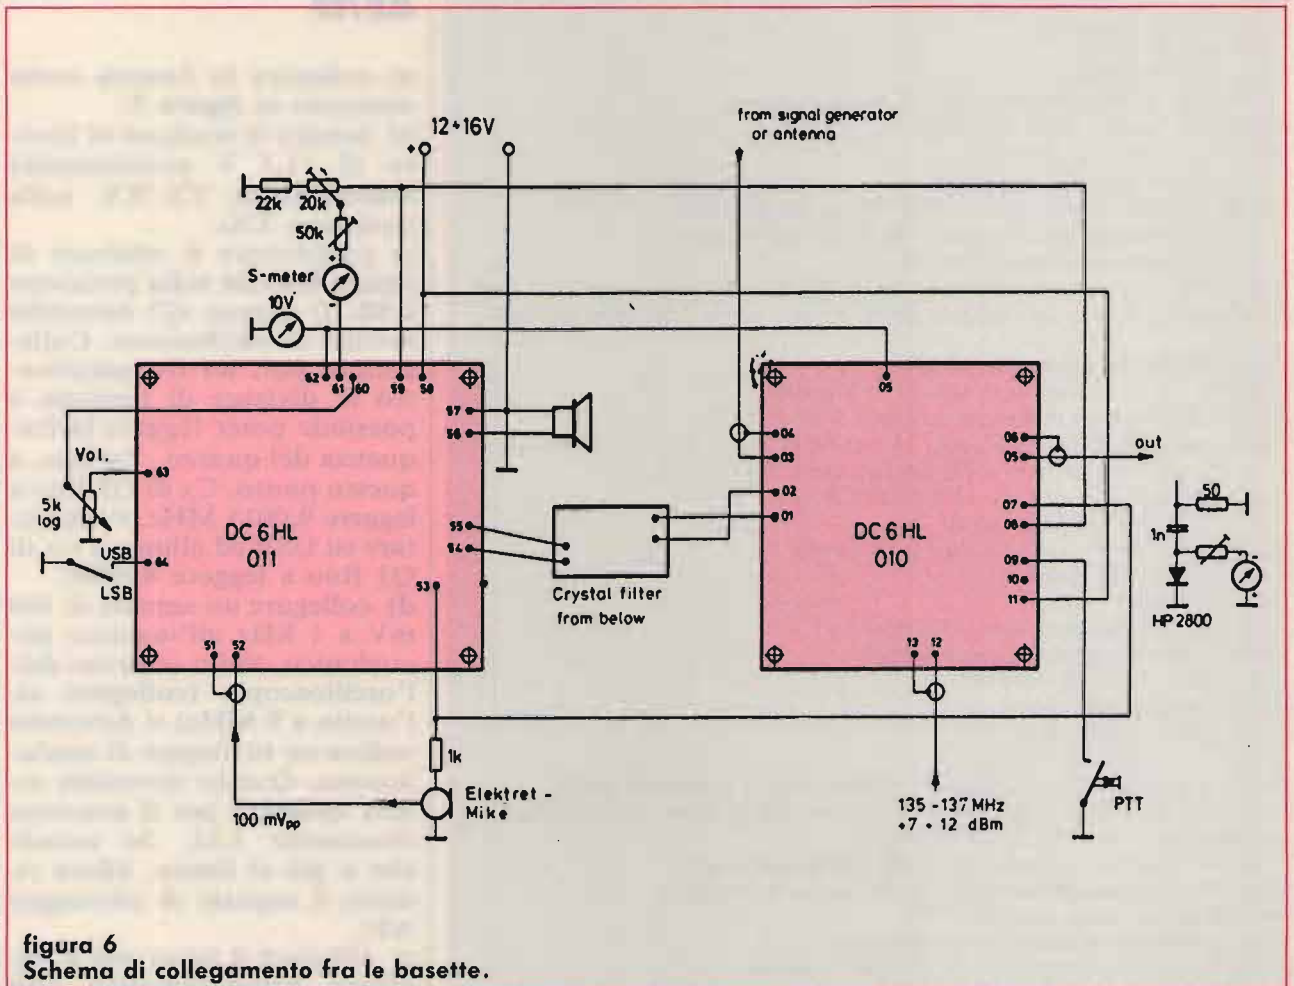 from signal generator
or antenna
12÷16V
+
22k
20k
50k
+
S-meter
-
10V
62 61 60 59 58
57
56
Vol.
63
5k
log
USB
64
LSB
DC 6 HL
011
55
54
53
51 52
Crystal filter
from below
05
04
03
02
01
DC 6 HL
010
06
05
out
07
08
09
10
11
13 12
50
1n
-
+
HP 2800
1k
Elektret -
Mike
100 mVpp
135 - 137 MHz
+7 ÷ 12 dBm
PTT
figura 6
Schema di collegamento fra le basette.